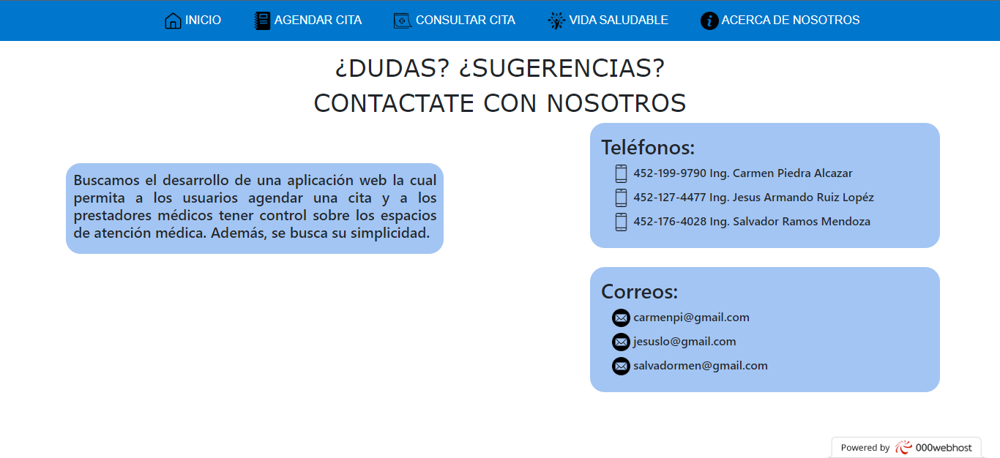 INICIO AGENDAR CITA CONSULTAR CITA VIDA SALUDABLE ACERCA DE NOSOTROS
¿DUDAS? ¿SUGERENCIAS?
CONTACTATE CON NOSOTROS
Buscamos el desarrollo de una aplicación web la cual
permita a los usuarios agendar una cita y a los
prestadores médicos tener control sobre los espacios
de atención médica. Además, se busca su simplicidad.
Teléfonos:
452-199-9790 Ing. Carmen Piedra Alcazar
452-127-4477 Ing. Jesus Armando Ruiz Lopéz
452-176-4028 Ing. Salvador Ramos Mendoza
Correos:
carmenpi@gmail.com
jesuslo@gmail.com
salvadormen@gmail.com
Powered by 000webhost